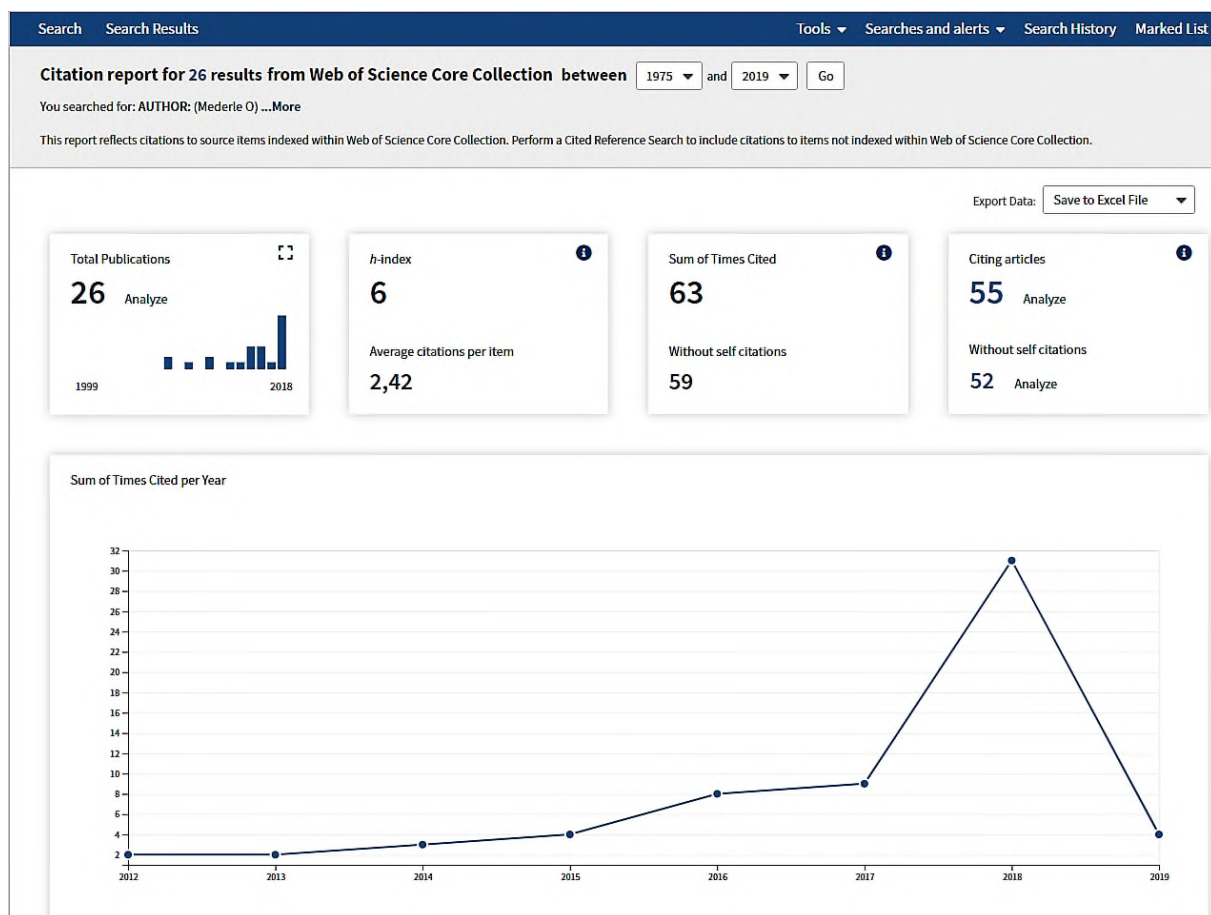 Search Search Results Tools Searches and alerts Search History Marked List
Citation report for 26 results from Web of Science Core Collection between 1975 and 2019 Go
You searched for: AUTHOR: (Mederle O) ...More
This report reflects citations to source items indexed within Web of Science Core Collection. Perform a Cited Reference Search to include citations to items not indexed within Web of Science Core Collection.
Export Data: Save to Excel File
Total Publications
26 Analyze
1999 2018
h-index
6
Average citations per item
2,42
Sum of Times Cited
63
Without self citations
59
Citing articles
55 Analyze
Without self citations
52 Analyze
Sum of Times Cited per Year
32
30
28
26
24
22
20
18
16
14
12
10
8
6
4
2
2012 2013 2014 2015 2016 2017 2018 2019